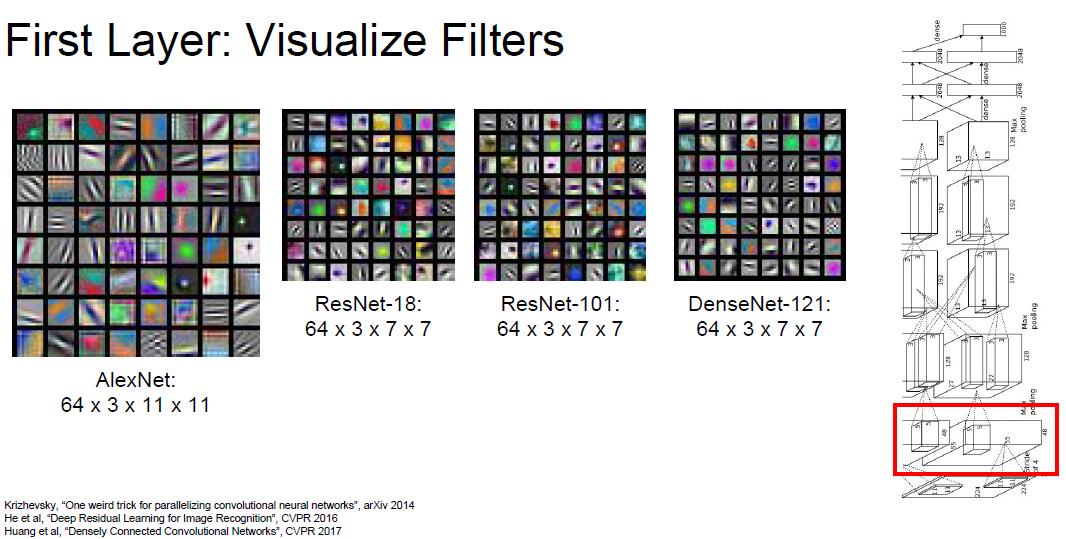 First Layer: Visualize Filters
AlexNet:
64 x 3 x 11 x 11
ResNet-18:
64 x 3 x 7 x 7
ResNet-101:
64 x 3 x 7 x 7
DenseNet-121:
64 x 3 x 7 x 7
Krizhevsky, “One weird trick for parallelizing convolutional neural networks”, arXiv 2014
He et al, “Deep Residual Learning for Image Recognition”, CVPR 2016
Huang et al, “Densely Connected Convolutional Networks”, CVPR 2017
dense
1000
2048
2048
dense
2048
2048
dense
128
Max
pooling
128
13
13
192
192
13
192
192
13
Max
pooling
128
128
27
27
Max
pooling
48
55
55
48
Stride
of 4
224
224